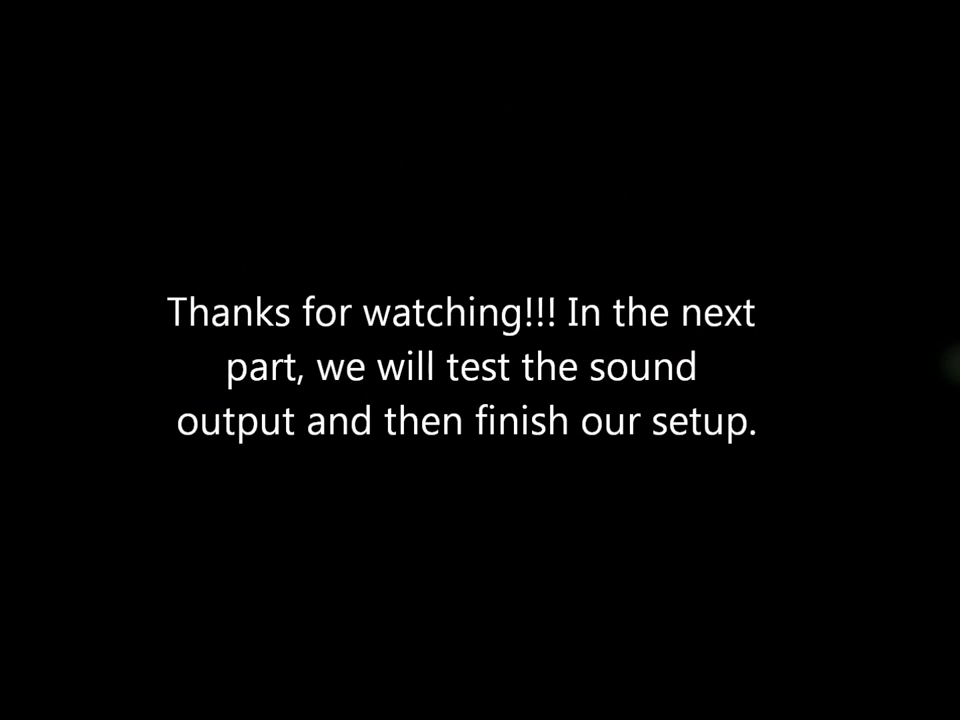 Thanks for watching!!! In the next
part, we will test the sound
output and then finish our setup.